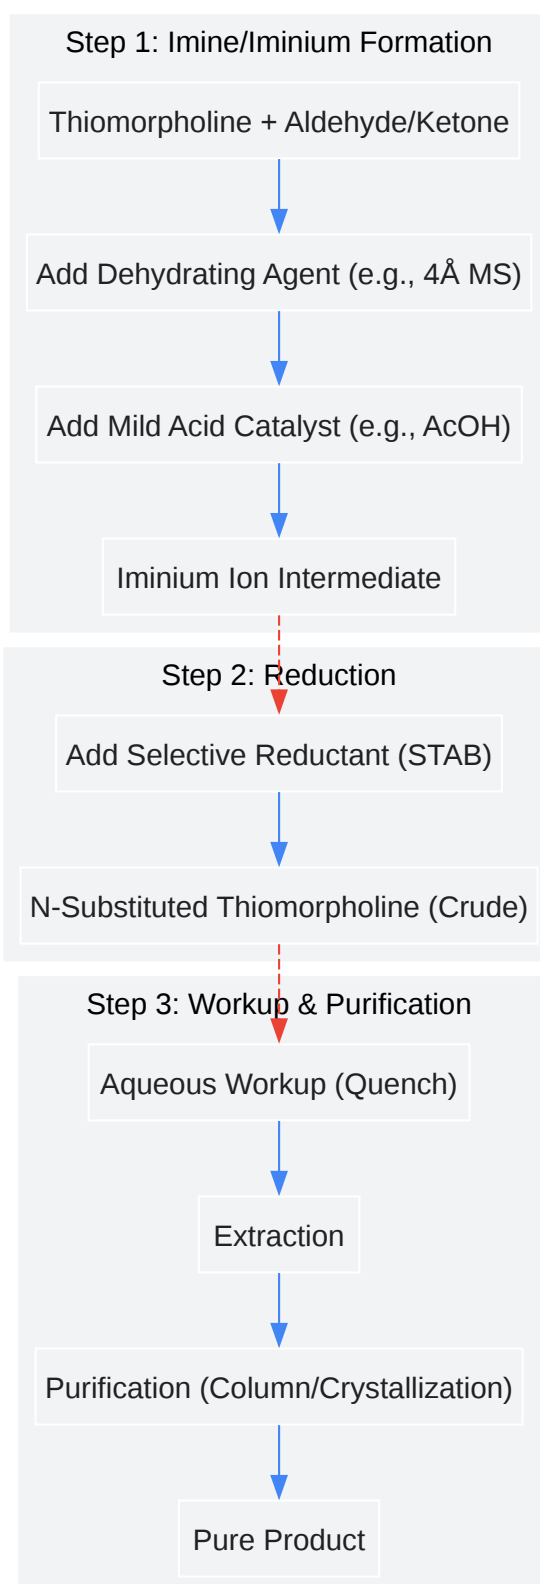 Step 1: Imine/Iminium Formation
Thiomorpholine + Aldehyde/Ketone
Add Dehydrating Agent (e.g., 4Å MS)
Add Mild Acid Catalyst (e.g., AcOH)
Iminium Ion Intermediate
Step 2: Reduction
Add Selective Reductant (STAB)
N-Substituted Thiomorpholine (Crude)
Step 3: Workup & Purification
Aqueous Workup (Quench)
Extraction
Purification (Column/Crystallization)
Pure Product